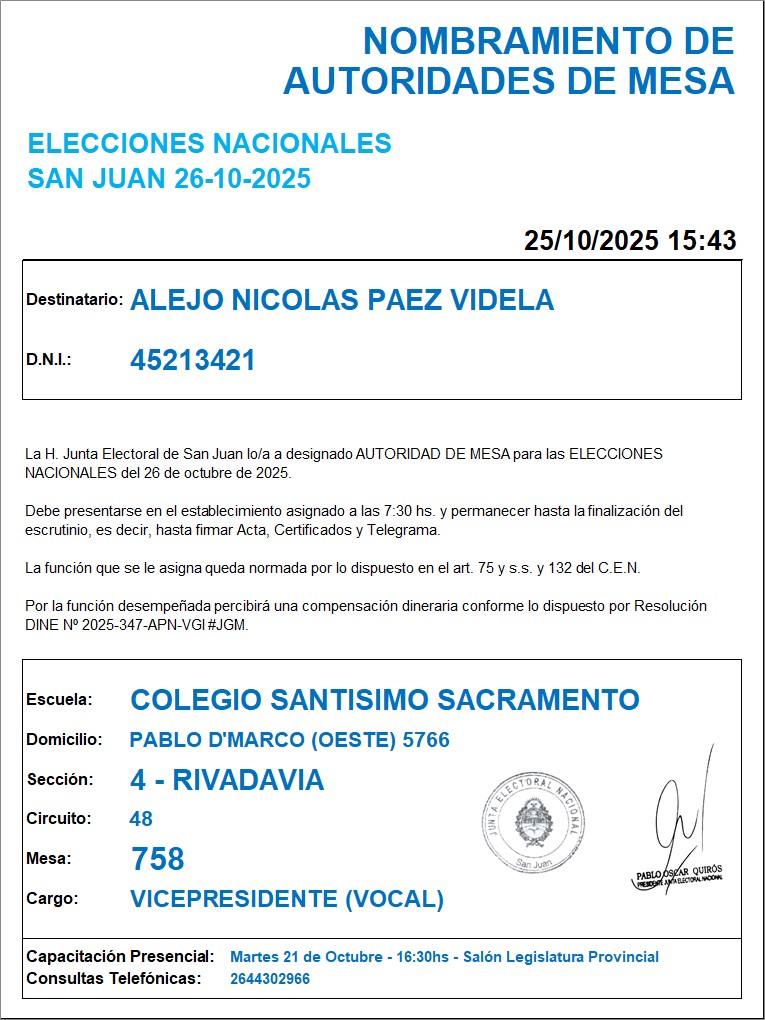 NOMBRAMIENTO DE
AUTORIDADES DE MESA
ELECCIONES NACIONALES
SAN JUAN 26-10-2025
25/10/2025 15:43
Destinatario: ALEJO NICOLAS PAEZ VIDELA
D.N.I.: 45213421
La H. Junta Electoral de San Juan lo/a a designado AUTORIDAD DE MESA para las ELECCIONES
NACIONALES del 26 de octubre de 2025.
Debe presentarse en el establecimiento asignado a las 7:30 hs. y permanecer hasta la finalización del
escrutinio, es decir, hasta firmar Acta, Certificados y Telegrama.
La función que se le asigna queda normada por lo dispuesto en el art. 75 y s.s. y 132 del C.E.N.
Por la función desempeñada percibirá una compensación dineraria conforme lo dispuesto por Resolución
DINE Nº 2025-347-APN-VGI#JGM.
Escuela: COLEGIO SANTISIMO SACRAMENTO
Domicilio: PABLO D'MARCO (OESTE) 5766
Sección: 4 - RIVADAVIA
Circuito: 48
Mesa: 758
Cargo: VICEPRESIDENTE (VOCAL)
JUNTA ELECTORAL NACIONAL
San Juan
PABLO OSCAR QUIRÓS
PRESIDENTE JUNTA ELECTORAL NACIONAL
Capacitación Presencial: Martes 21 de Octubre - 16:30hs - Salón Legislatura Provincial
Consultas Telefónicas: 2644302966